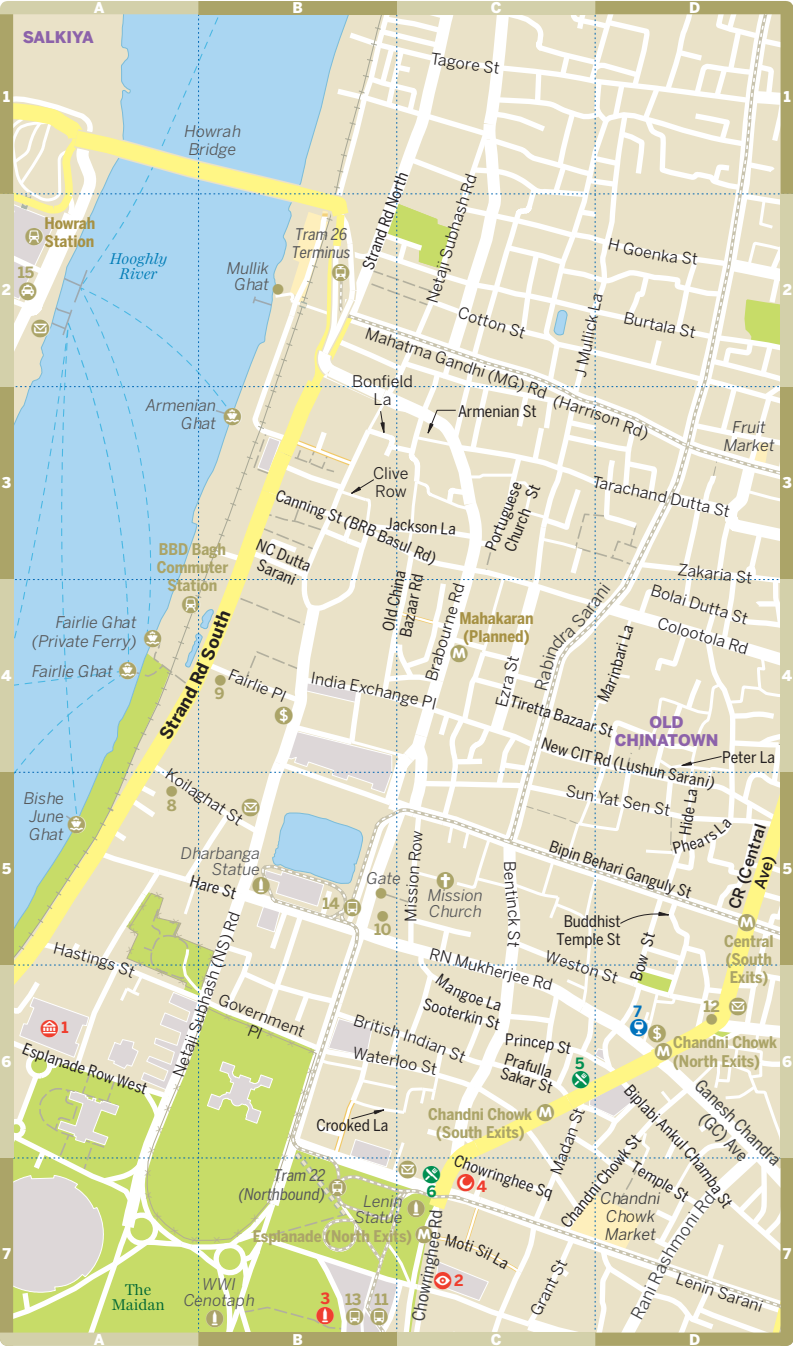 A
B
C
D
SALKIYA
Tagore St
1
1
Howrah
Bridge
Howrah
Station
Tram 26
Terminus
Strand Rd North
Netaji Subhash Rd
H Goenka St
Hooghly
River
15
Mullik
Ghat
2
2
Cotton St
J Mullick La
Burtala St
Mahatma Gandhi (MG) Rd (Harrison Rd)
Bonfield
La
Armenian St
Armenian
Ghat
Fruit
Market
3
3
Clive
Row
Portuguese
Church St
Tarachand Dutta St
Canning St (BRB Basul Rd)
Jackson La
BBD Bagh
Commuter
Station
NC Dutta
Sarani
Zakaria St
Old China
Bazaar Rd
Brabourne Rd
Mahakaran
(Planned)
M
Rabindra Sarani
Bolai Dutta St
Colootola Rd
Fairlie Ghat
(Private Ferry)
Fairlie Ghat
Strand Rd South
4
4
9
Fairlie Pl
$
India Exchange Pl
Ezra St
Marinbari La
Tiretta Bazaar St
OLD
CHINATOWN
New CIT Rd (Lushun Sarani)
Peter La
Koilaghat St
8
Bishe
June
Ghat
Sun Yat Sen St
Hide La
Phears La
CR (Central
Ave)
Dharbanga
Statue
5
5
Hare St
14
Gate
10
Mission Row
Mission
Church
Bentinck St
Bipin Behari Ganguly St
Buddhist
Temple St
M
Central
(South
Exits)
Hastings St
Netaji Subhash (NS) Rd
RN Mukherjee Rd
Weston St
Bow St
Mangoe La
Sooterkin St
Government
Pl
1
7
12
$
British Indian St
Princep St
M
Chandni Chowk
(North Exits)
6
6
Esplanade Row West
Waterloo St
Prafulla
Sakar St
5
Crooked La
Chandni Chowk
(South Exits)
M
Madan St
Biplabi Ankul Chamba St
Ganesh Chandra
(GC) Ave
Chowringhee Sq
Chandni Chowk St
Temple St
Tram 22
(Northbound)
6
4
Lenin
Statue
Chandni
Chowk
Market
Esplanade (North Exits)
M
Chowringhee Rd
Moti Sil La
Rani Rashmoni Rd
7
7
The
Maidan
WWI
Cenotaph
3
13
11
2
Grant St
Lenin Sarani
A
B
C
D